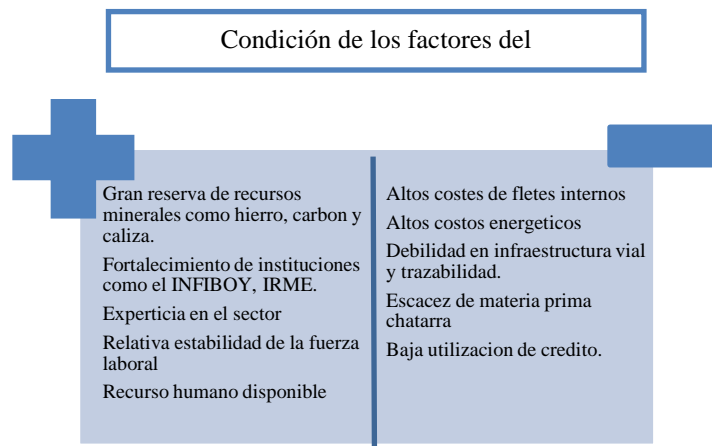 Condición de los factores del
Gran reserva de recursos
minerales como hierro, carbon y
caliza.
Fortalecimiento de instituciones
como el INFIBOY, IRME.
Experticia en el sector
Relativa estabilidad de la fuerza
laboral
Recurso humano disponible
Altos costes de fletes internos
Altos costos energeticos
Debilidad en infraestructura vial
y trazabilidad.
Escacez de materia prima
chatarra
Baja utilizacion de credito.